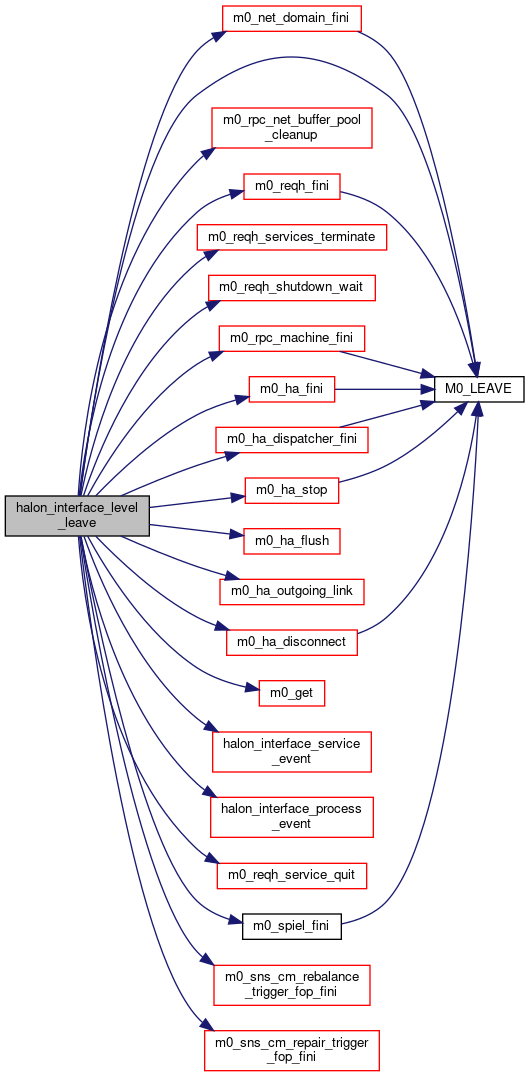 m0_net_domain_fini
m0_rpc_net_buffer_pool
_cleanup
m0_reqh_fini
m0_reqh_services_terminate
m0_reqh_shutdown_wait
m0_rpc_machine_fini
m0_ha_fini
M0_LEAVE
m0_ha_dispatcher_fini
m0_ha_stop
halon_interface_level
_leave
m0_ha_flush
m0_ha_outgoing_link
m0_ha_disconnect
m0_get
halon_interface_service
_event
halon_interface_process
_event
m0_reqh_service_quit
m0_spiel_fini
m0_sns_cm_rebalance
_trigger_fop_fini
m0_sns_cm_repair_trigger
_fop_fini